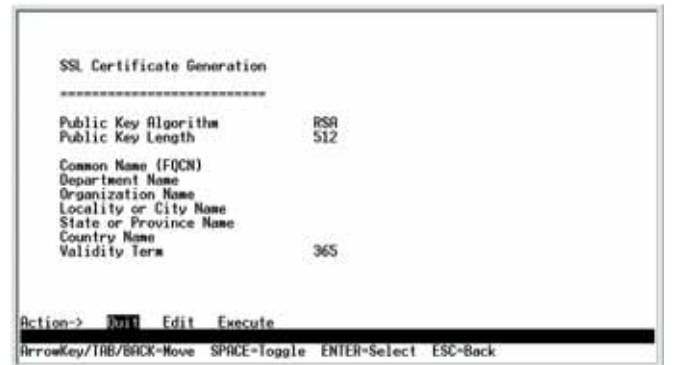 SSL Certificate Generation
==========================
Public Key Algorithm RSA
Public Key Length 512
Common Name (FQCN)
Department Name
Organization Name
Locality or City Name
State or Province Name
Country Name
Validity Term 365
Action-> Quit Edit Execute
ArrowKey/TAB/BACK=Move SPACE=Toggle ENTER=Select ESC=Back